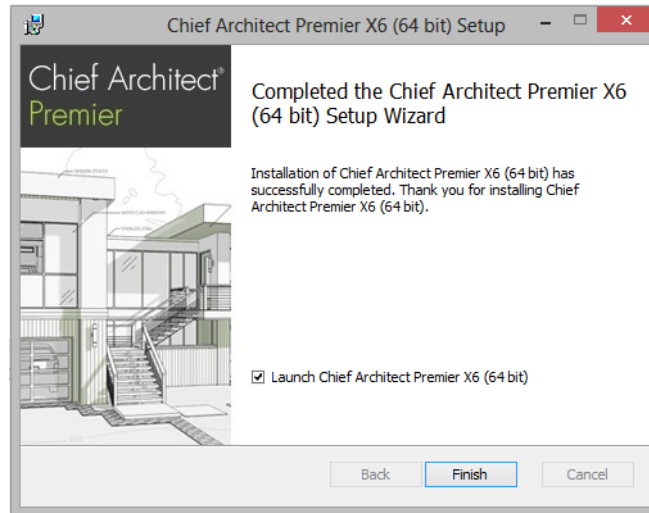 Chief Architect Premier X6 (64 bit) Setup
Chief Architect®
Premier
Completed the Chief Architect Premier X6
(64 bit) Setup Wizard
Installation of Chief Architect Premier X6 (64 bit) has
successfully completed. Thank you for installing Chief
Architect Premier X6 (64 bit).
Launch Chief Architect Premier X6 (64 bit)
Back
Finish
Cancel